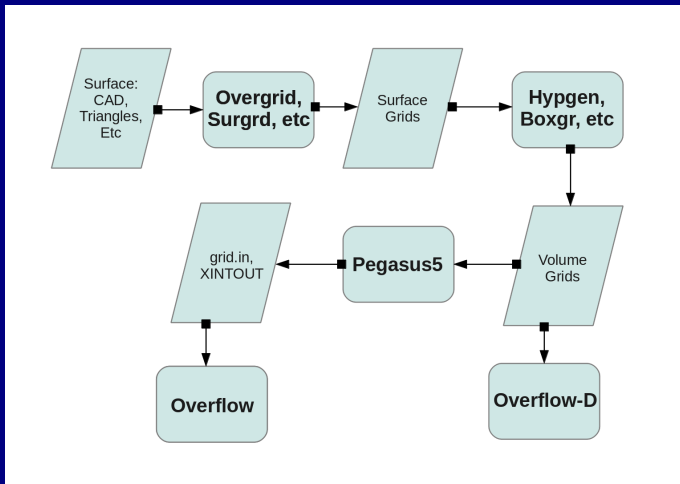 Surface:
CAD,
Triangles,
Etc
Overgrid,
Surgrd, etc
Surface
Grids
Hypgen,
Boxgr, etc
grid.in,
XINTOUT
Pegasus5
Volume
Grids
Overflow
Overflow-D